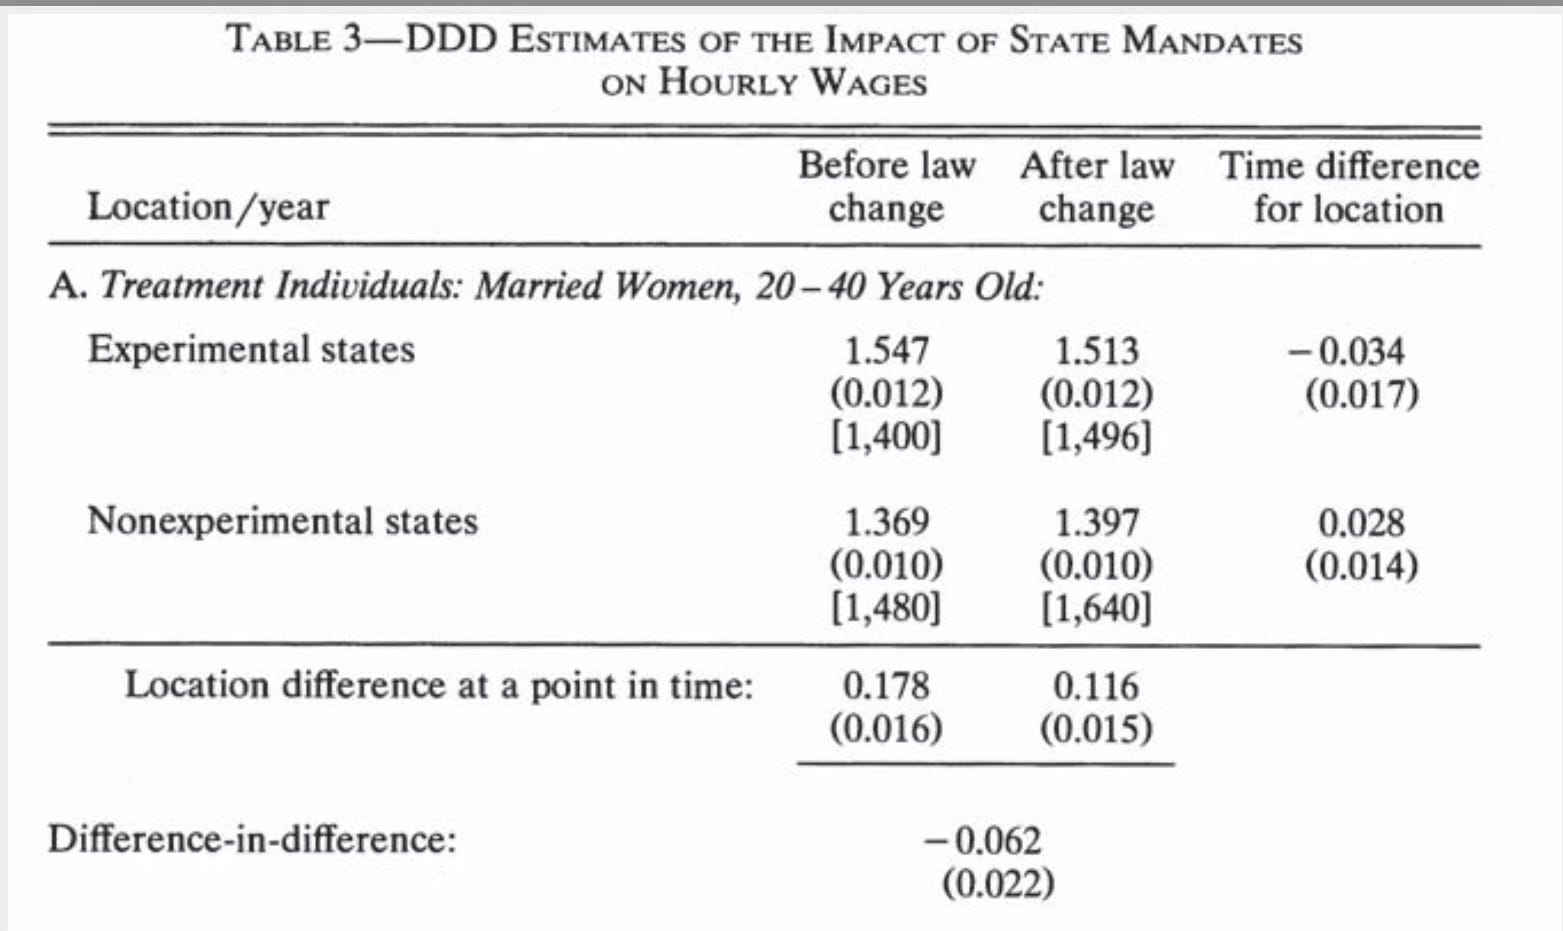 TABLE 3—DDD ESTIMATES OF THE IMPACT OF STATE MANDATES
ON HOURLY WAGES
Before law After law Time difference
Location/year change change for location
A. Treatment Individuals: Married Women, 20–40 Years Old:
Experimental states 1.547 1.513 −0.034
(0.012) (0.012) (0.017)
[1,400] [1,496]
Nonexperimental states 1.369 1.397 0.028
(0.010) (0.010) (0.014)
[1,480] [1,640]
Location difference at a point in time: 0.178 0.116
(0.016) (0.015)
Difference-in-difference: −0.062
(0.022)